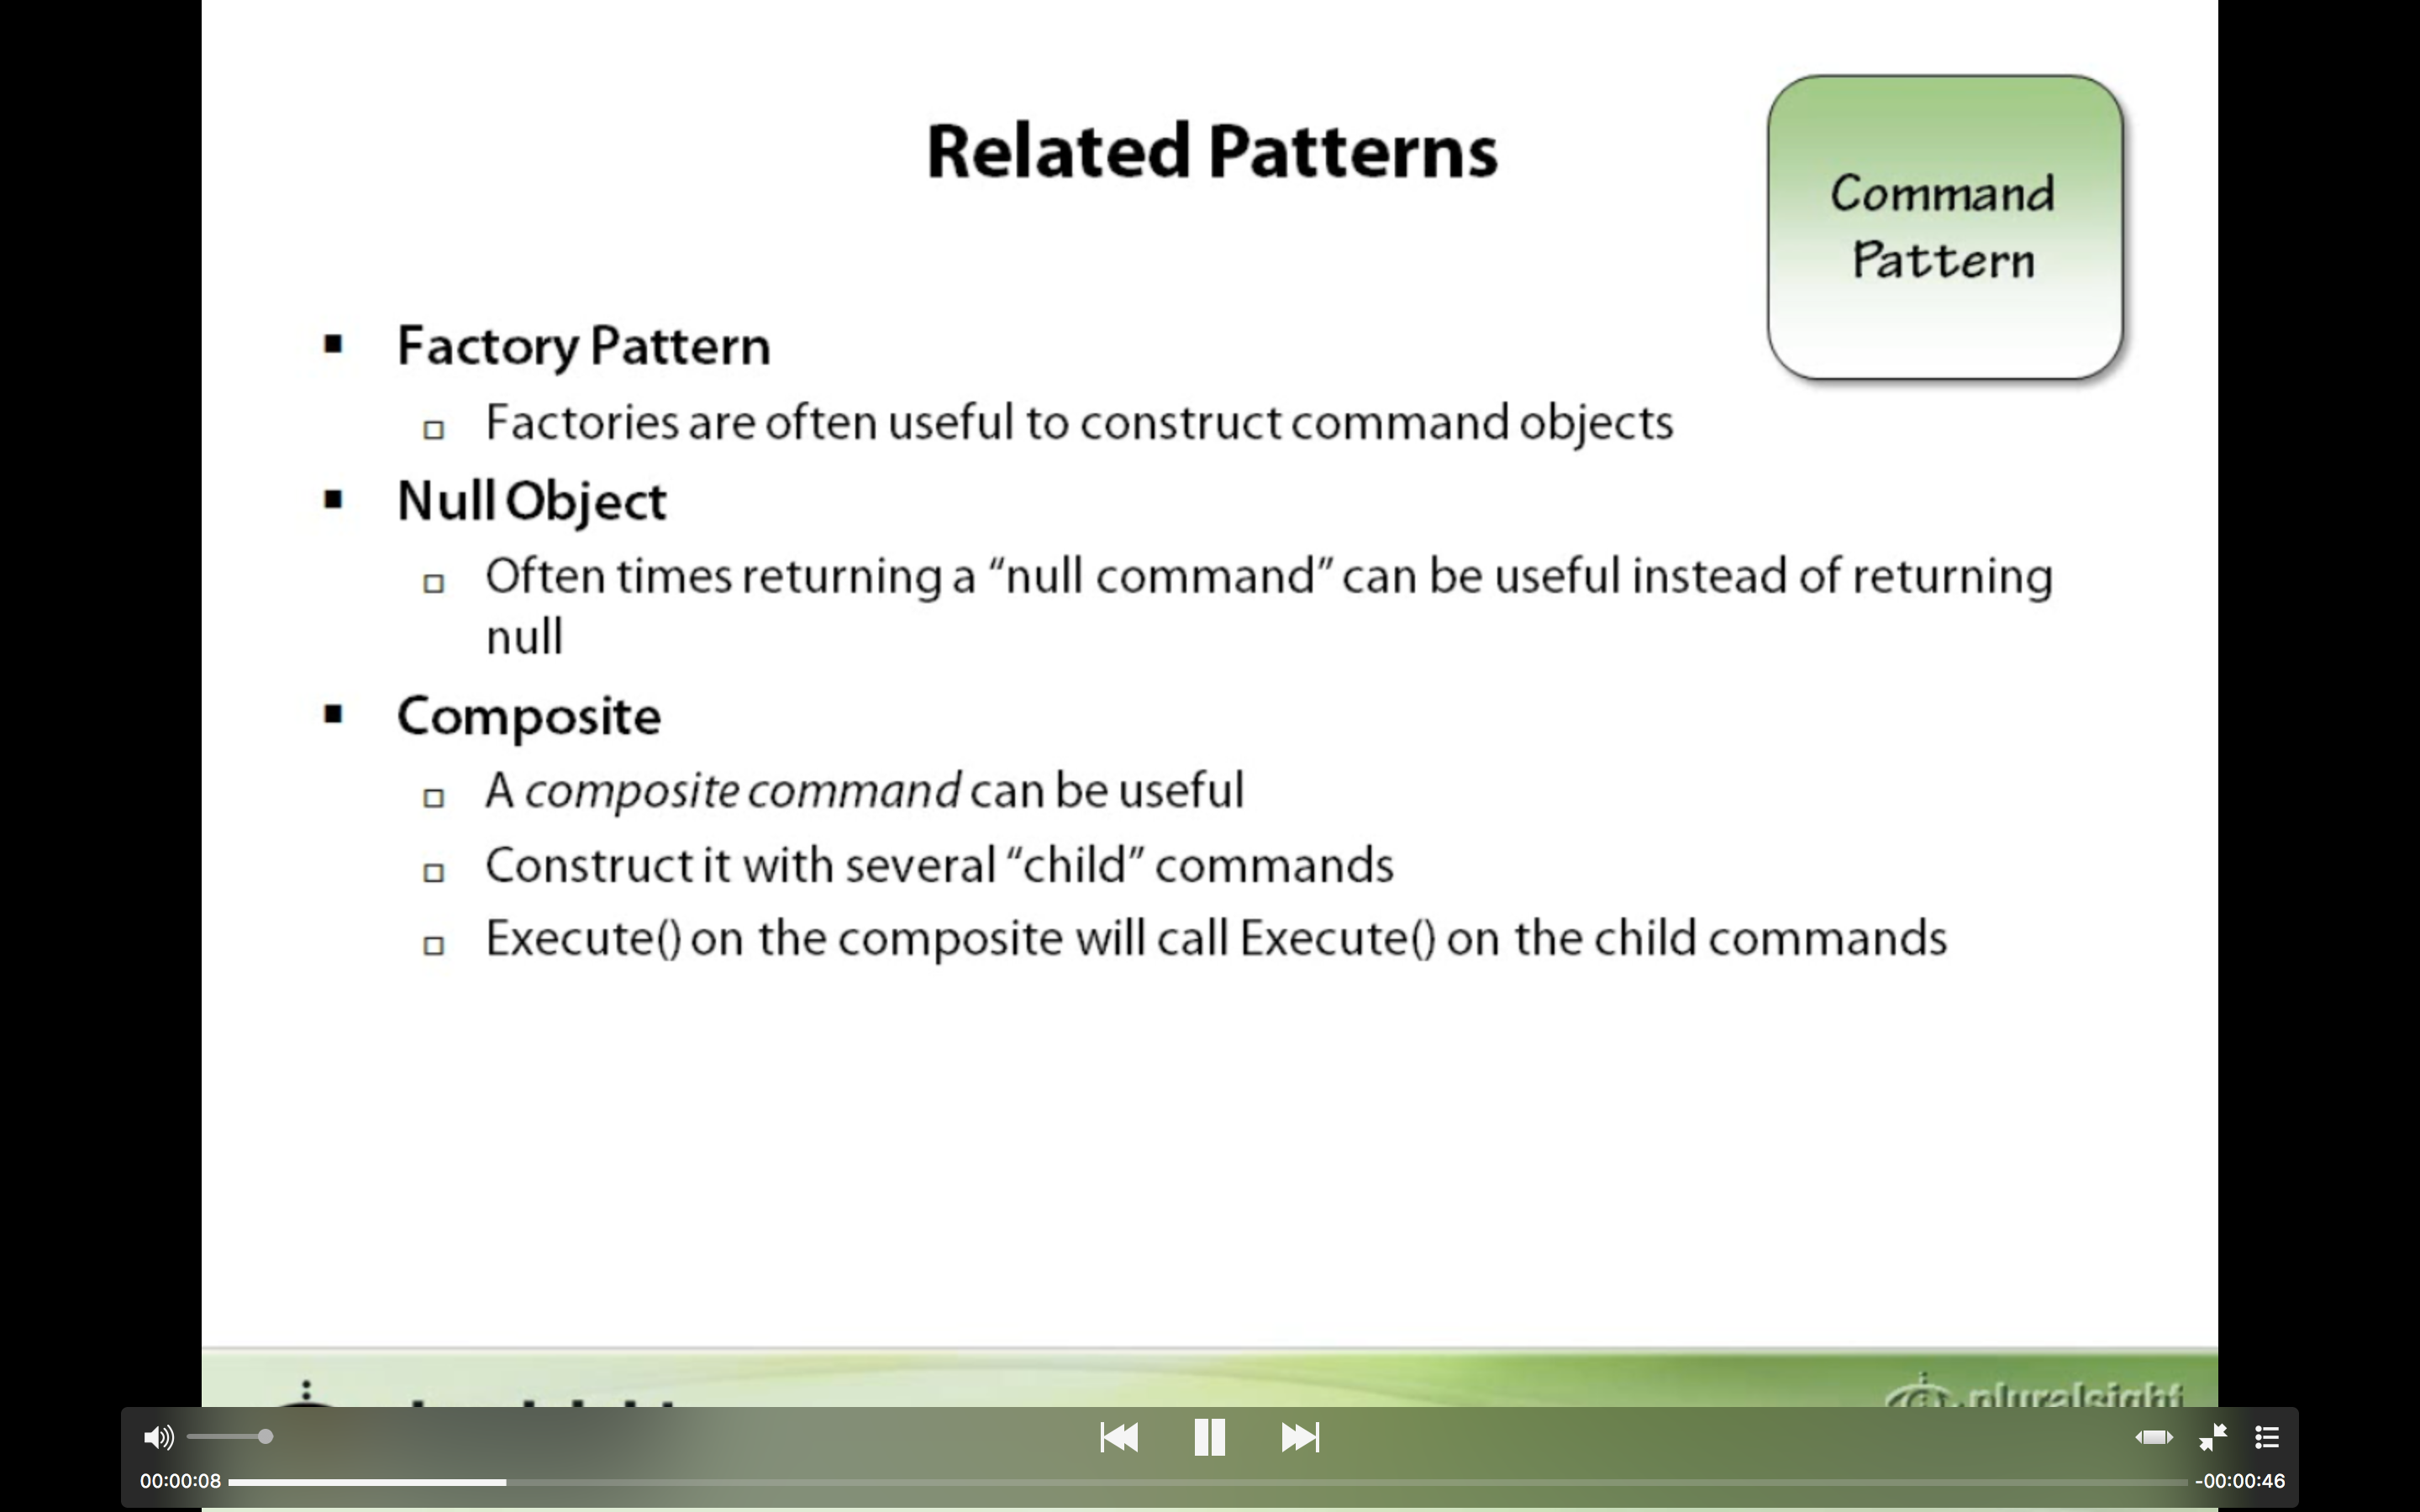 Related Patterns
Command
Pattern
Factory Pattern
Factories are often useful to construct command objects
Null Object
Often times returning a “null command” can be useful instead of returning
null
Composite
A composite command can be useful
Construct it with several “child” commands
Execute() on the composite will call Execute() on the child commands
pluralsight
00:00:08
-00:00:46